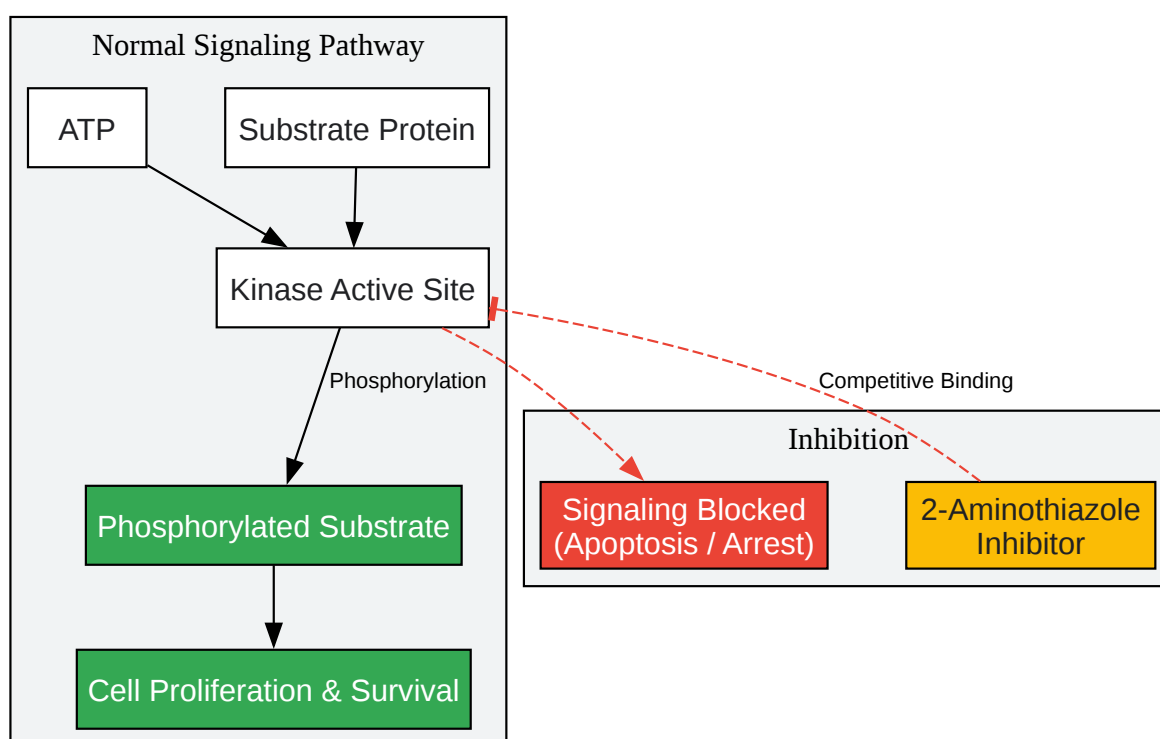 Normal Signaling Pathway
ATP
Substrate Protein
Kinase Active Site
Phosphorylation
Competitive Binding
Inhibition
Signaling Blocked
(Apoptosis / Arrest)
2-Aminothiazole
Inhibitor
Phosphorylated Substrate
Cell Proliferation & Survival